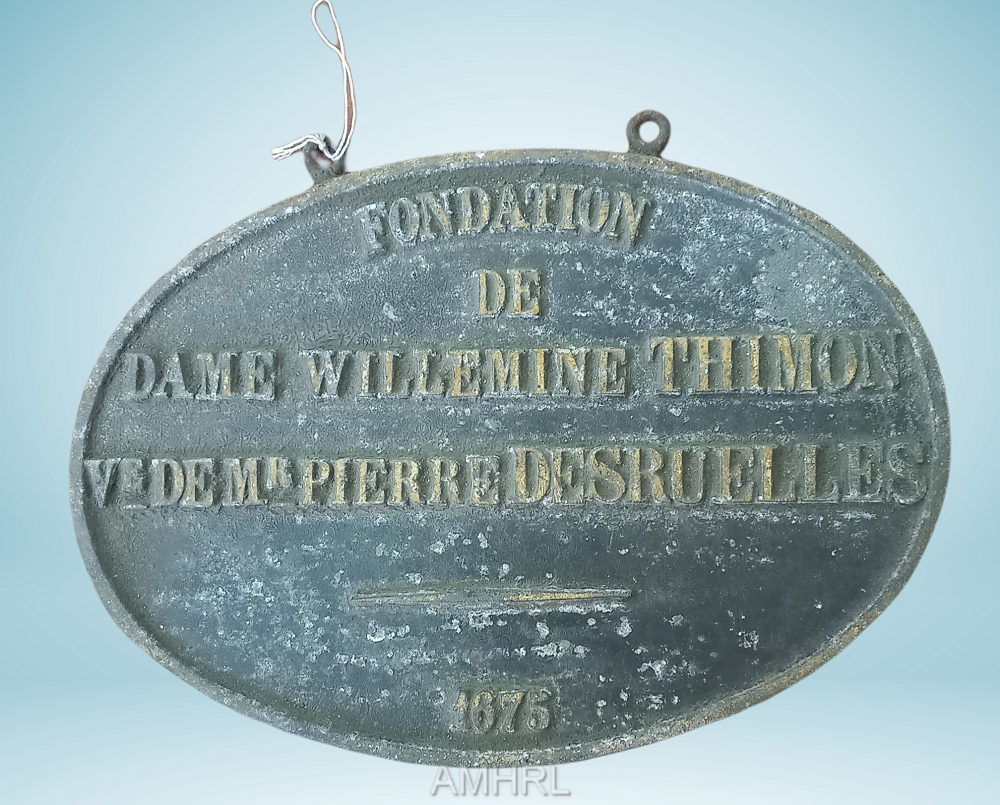 FONDATION
DE
DAME WILLEMINE THIMON
VE DE MR PIERRE DESRUELLES
1675
AMHRL